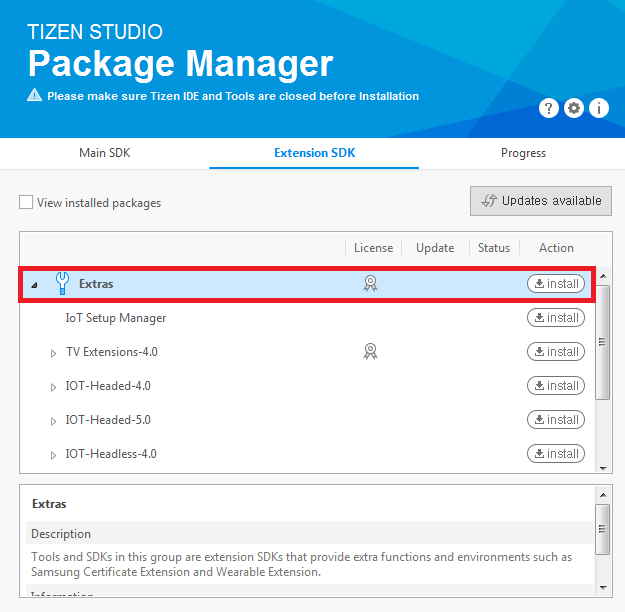 TIZEN STUDIO
Package Manager
Please make sure Tizen IDE and Tools are closed before Installation
Main SDK
Extension SDK
Progress
View installed packages
Updates available
License Update Status Action
Extras install
IoT Setup Manager install
TV Extensions-4.0 install
IOT-Headed-4.0 install
IOT-Headed-5.0 install
IOT-Headless-4.0 install
Extras
Description
Tools and SDKs in this group are extension SDKs that provide extra functions and environments such as
Samsung Certificate Extension and Wearable Extension.
Information